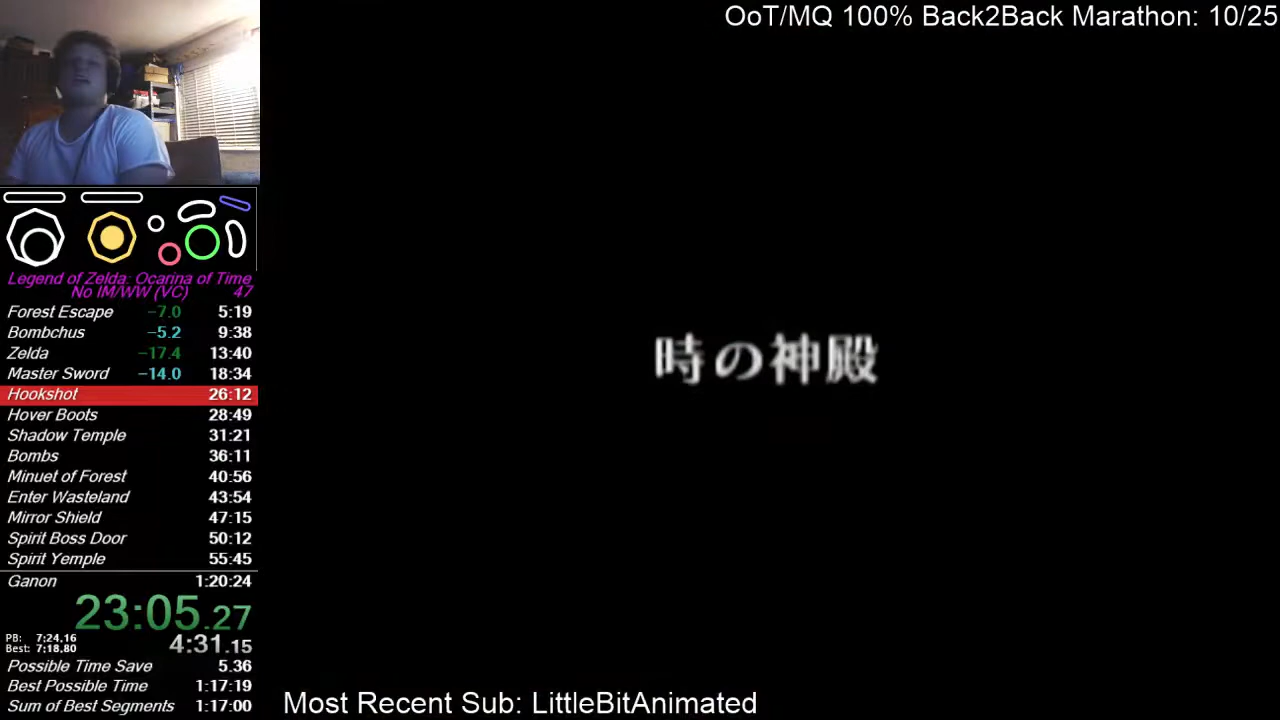 OoT/MQ 100% Back2Back Marathon: 10/25
時の神殿
Legend of Zelda: Ocarina of Time
No IM/WW (VC) 47
Forest Escape −7.0 5:19
Bombchus −5.2 9:38
Zelda −17.4 13:40
Master Sword −14.0 18:34
Hookshot 26:12
Hover Boots 28:49
Shadow Temple 31:21
Bombs 36:11
Minuet of Forest 40:56
Enter Wasteland 43:54
Mirror Shield 47:15
Spirit Boss Door 50:12
Spirit Yemple 55:45
Ganon 1:20:24
23:05.27
PB: 7:24.16
Best: 7:18.80
4:31.15
Possible Time Save 5.36
Best Possible Time 1:17:19
Sum of Best Segments 1:17:00
Most Recent Sub: LittleBitAnimated